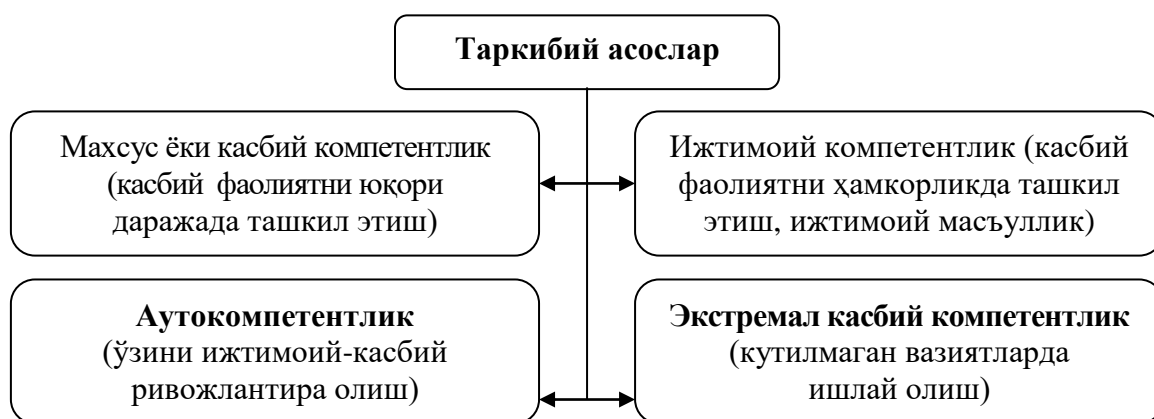 Таркибий асослар
Махсус ёки касбий компетентлик
(касбий фаолиятни юқори
даражада ташкил этиш)
Ижтимоий компетентлик (касбий
фаолиятни ҳамкорликда ташкил
этиш, ижтимоий масъуллик)
Аутокомпетентлик
(ўзини ижтимоий-касбий
ривожлантира олиш)
Экстремал касбий компетентлик
(кутилмаган вазиятларда
ишлай олиш)